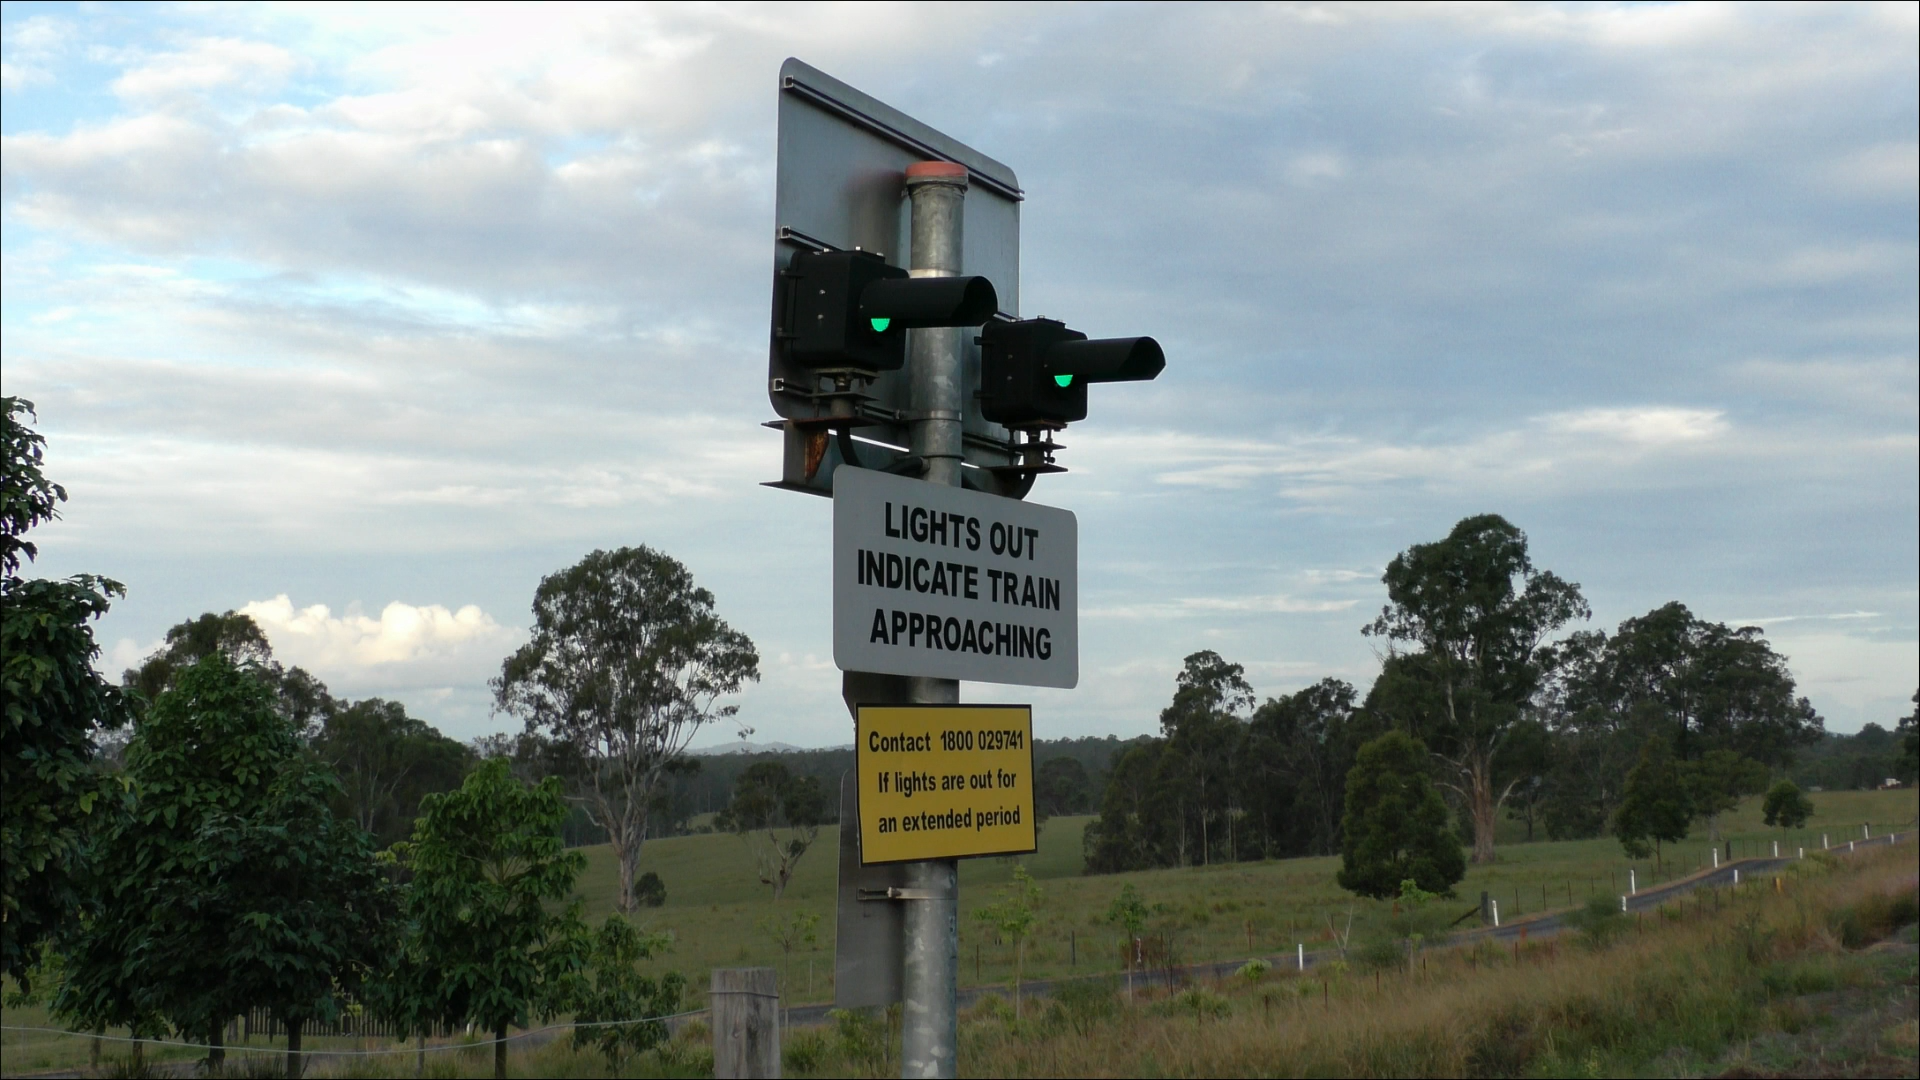 LIGHTS OUT
INDICATE TRAIN
APPROACHING
Contact 1800 029741
If lights are out for
an extended period